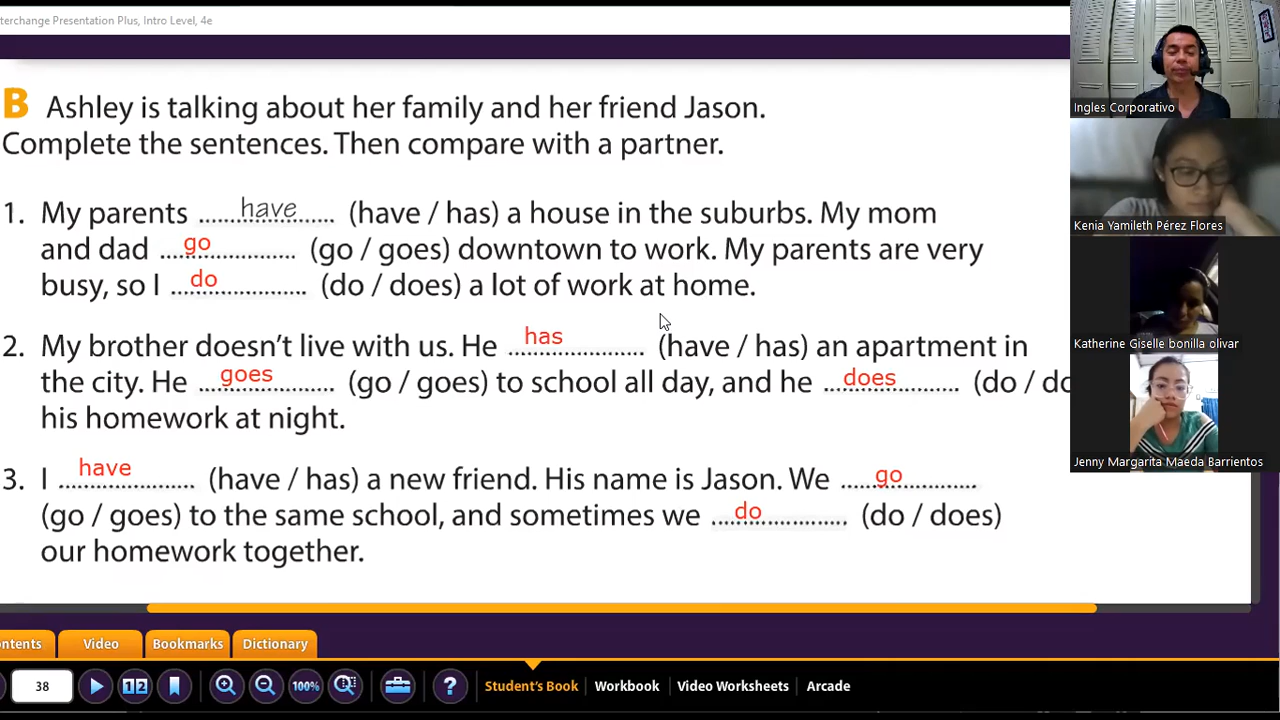 terchange Presentation Plus, Intro Level, 4e
B Ashley is talking about her family and her friend Jason.
Complete the sentences. Then compare with a partner.
1. My parents have (have / has) a house in the suburbs. My mom
and dad go (go / goes) downtown to work. My parents are very
busy, so I do (do / does) a lot of work at home.
2. My brother doesn't live with us. He has (have / has) an apartment in
the city. He goes (go / goes) to school all day, and he does (do / do
his homework at night.
3. I have (have / has) a new friend. His name is Jason. We go
(go / goes) to the same school, and sometimes we do (do / does)
our homework together.
Ingles Corporativo
Kenia Yamileth Pérez Flores
Katherine Giselle bonilla olivar
Jenny Margarita Maeda Barrientos
ntents Video Bookmarks Dictionary
38 1 2 100% ? Student's Book Workbook Video Worksheets Arcade